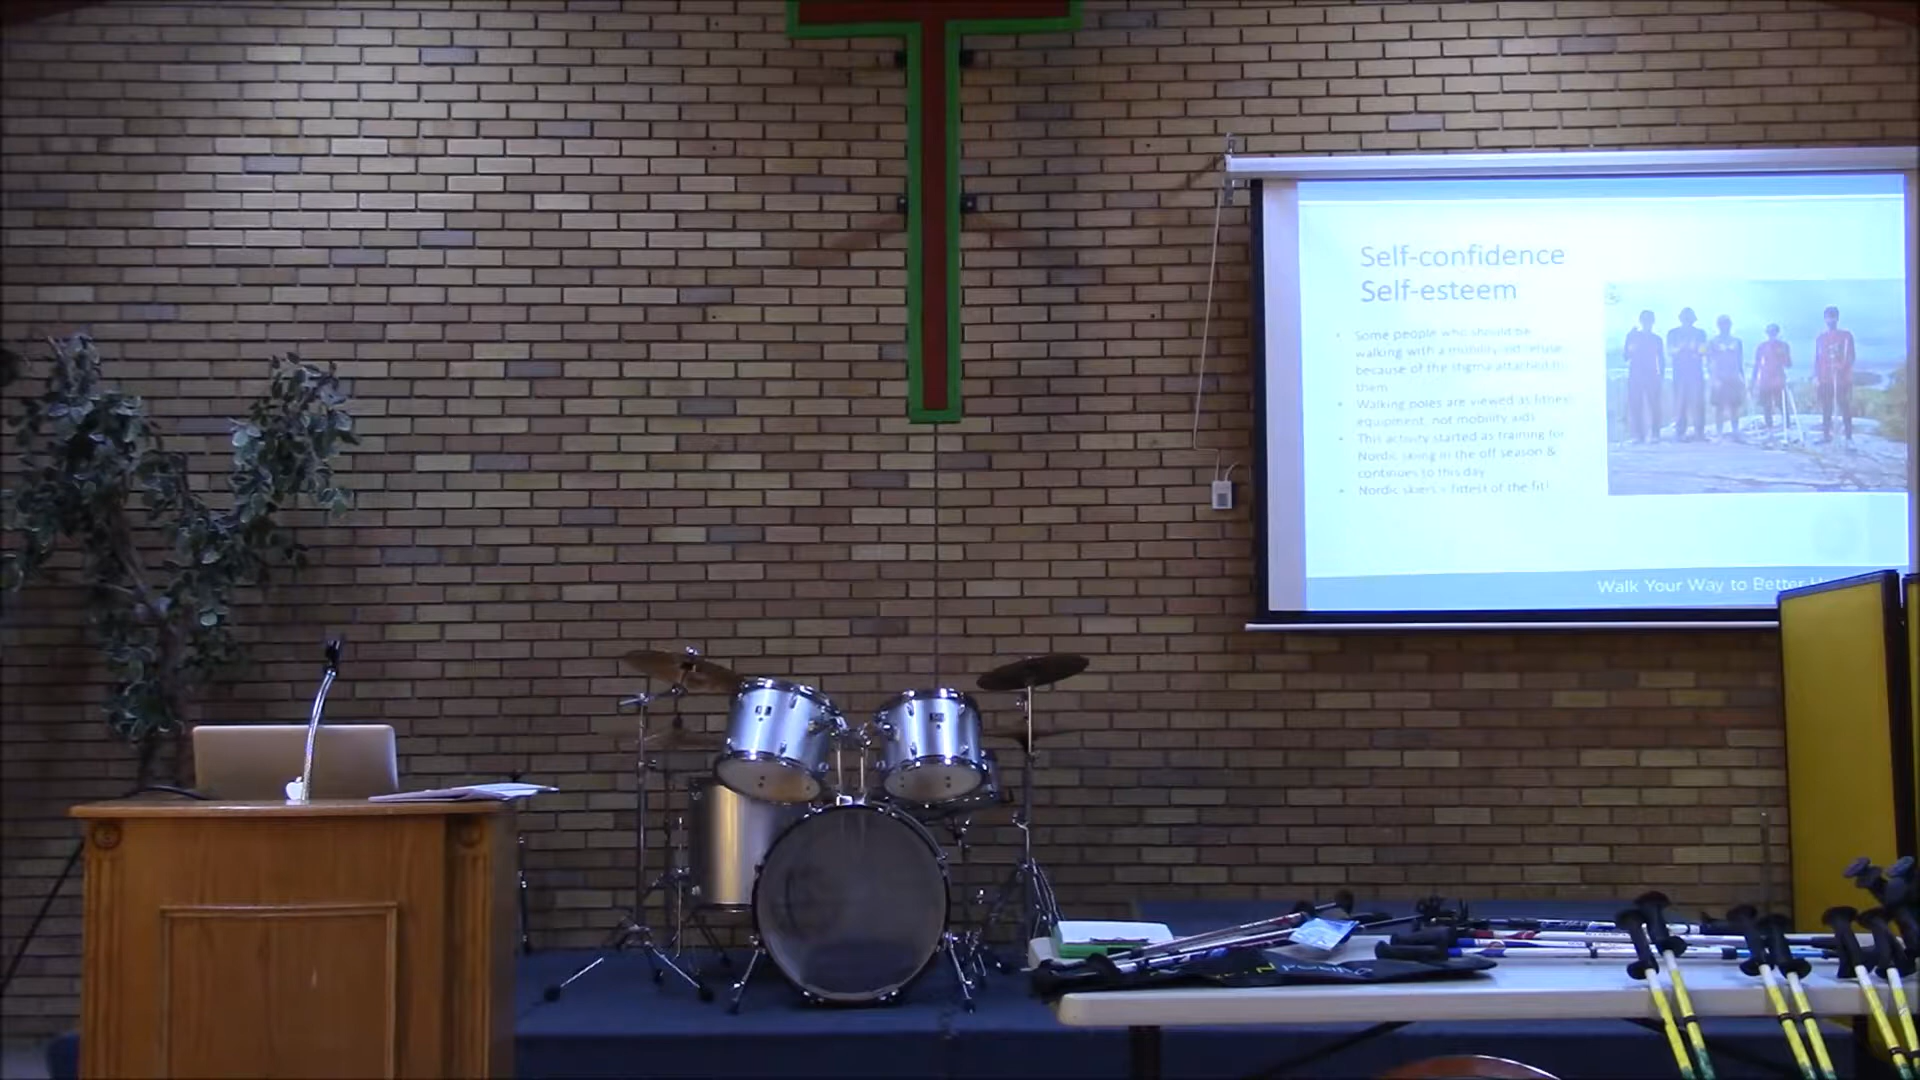 Self-confidence
Self-esteem
• Some people who should be
walking with a mobility aid refuse
because of the stigma attached to
them
• Walking poles are viewed as fitness
equipment, not mobility aids
• This activity started as training for
Nordic skiing in the off season &
continues to this day
• Nordic skiers = fittest of the fit!
Walk Your Way to Better